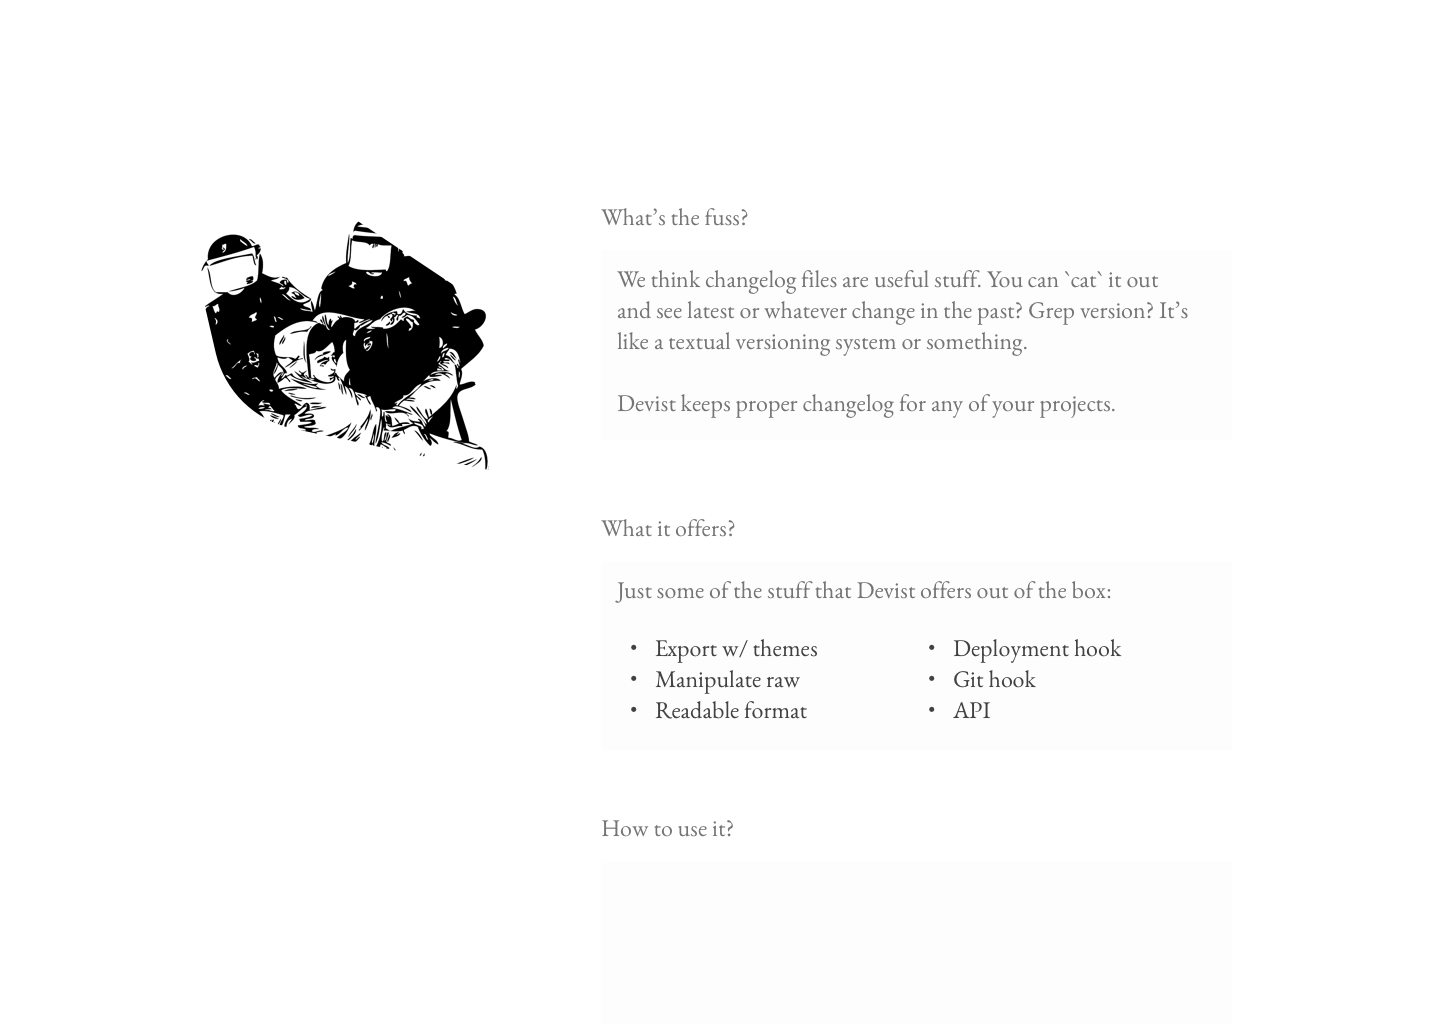 What’s the fuss?
We think changelog files are useful stuff. You can `cat` it out
and see latest or whatever change in the past? Grep version? It’s
like a textual versioning system or something.
Devist keeps proper changelog for any of your projects.
What it offers?
Just some of the stuff that Devist offers out of the box:
• Export w/ themes
• Manipulate raw
• Readable format
• Deployment hook
• Git hook
• API
How to use it?